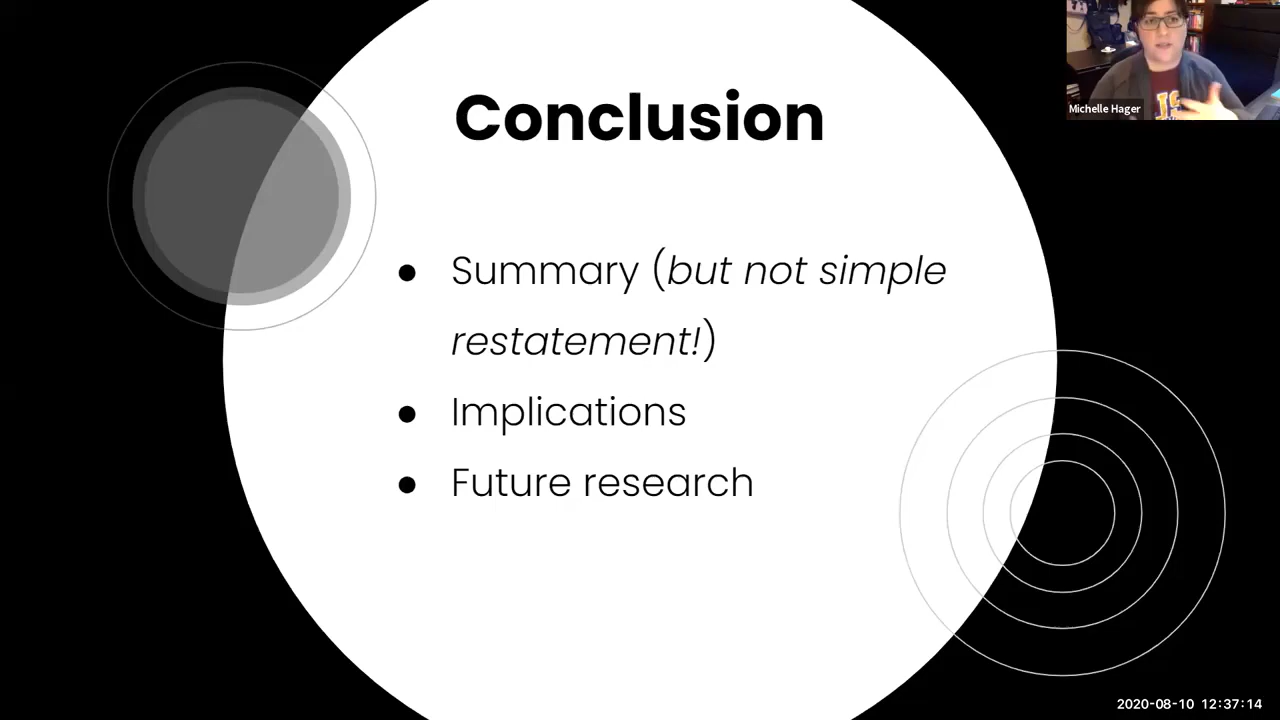 Conclusion
● Summary (but not simple
restatement!)
● Implications
● Future research
Michelle Hager
2020-08-10 12:37:14